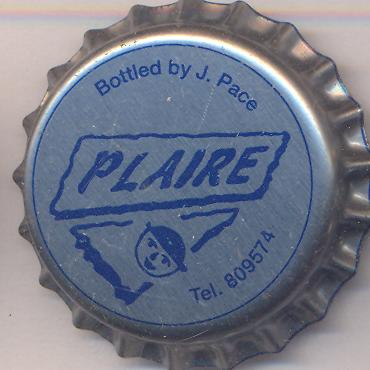 Bottled by J. Pace
PLAIRE
Tel. 809574